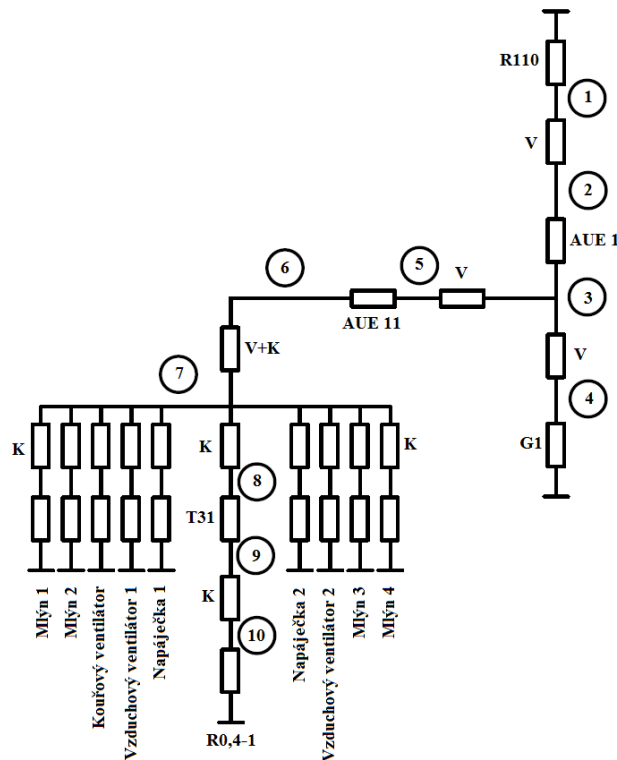 R110
1
V
2
AUE 1
6
5
V
3
AUE 11
V+K
V
7
4
K
K
K
G1
8
T31
9
K
10
Mlýn 1
Mlýn 2
Kouřový ventilátor
Vzduchový ventilátor 1
Napáječka 1
Napáječka 2
Vzduchový ventilátor 2
Mlýn 3
Mlýn 4
R0,4-1